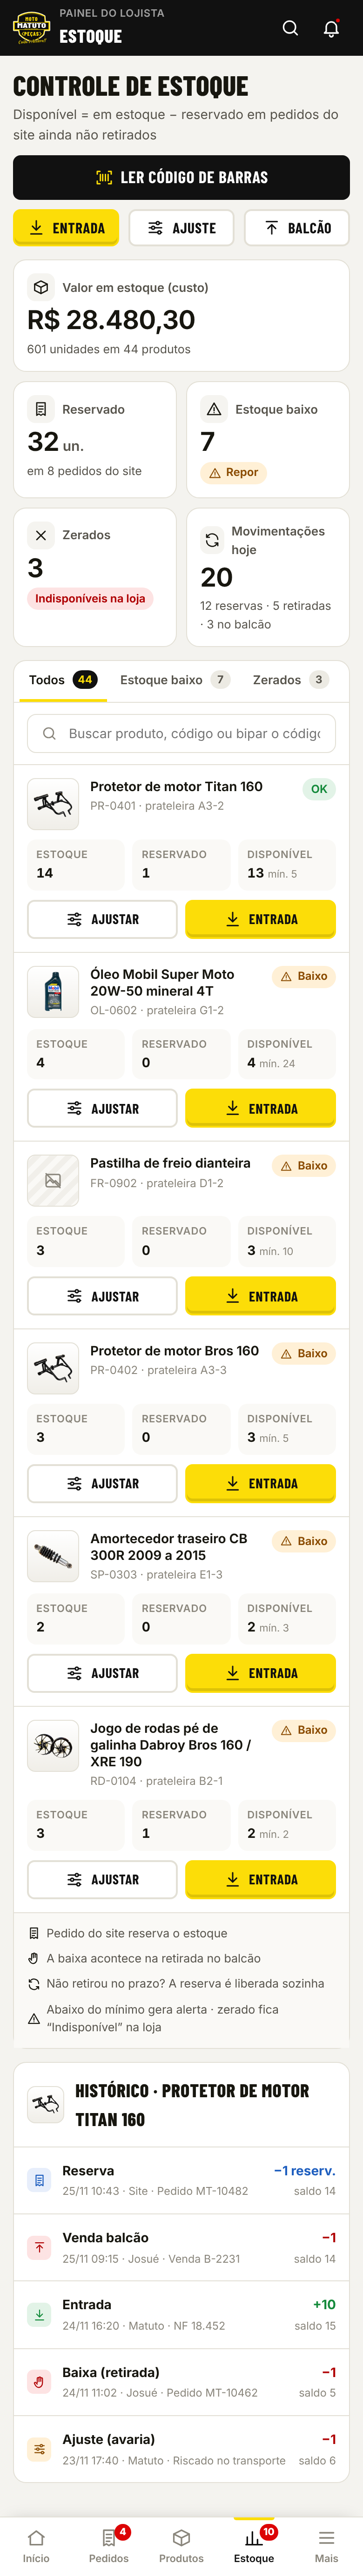 MOTO
MATUTO
PEÇAS
PAINEL DO LOJISTA
ESTOQUE
CONTROLE DE ESTOQUE
Disponível = em estoque − reservado em pedidos do
site ainda não retirados
LER CÓDIGO DE BARRAS
ENTRADA
AJUSTE
BALCÃO
Valor em estoque (custo)
R$ 28.480,30
601 unidades em 44 produtos
Reservado
32 un.
em 8 pedidos do site
Estoque baixo
7
Repor
Zerados
3
Indisponíveis na loja
Movimentações
hoje
20
12 reservas · 5 retiradas
· 3 no balcão
Todos 44
Estoque baixo 7
Zerados 3
Buscar produto, código ou bipar o código
Protetor de motor Titan 160
OK
PR-0401 · prateleira A3-2
ESTOQUE
14
RESERVADO
1
DISPONÍVEL
13 mín. 5
AJUSTAR
ENTRADA
Óleo Mobil Super Moto
20W-50 mineral 4T
Baixo
OL-0602 · prateleira G1-2
ESTOQUE
4
RESERVADO
0
DISPONÍVEL
4 mín. 24
AJUSTAR
ENTRADA
Pastilha de freio dianteira
Baixo
FR-0902 · prateleira D1-2
ESTOQUE
3
RESERVADO
0
DISPONÍVEL
3 mín. 10
AJUSTAR
ENTRADA
Protetor de motor Bros 160
Baixo
PR-0402 · prateleira A3-3
ESTOQUE
3
RESERVADO
0
DISPONÍVEL
3 mín. 5
AJUSTAR
ENTRADA
Amortecedor traseiro CB
300R 2009 a 2015
Baixo
SP-0303 · prateleira E1-3
ESTOQUE
2
RESERVADO
0
DISPONÍVEL
2 mín. 3
AJUSTAR
ENTRADA
Jogo de rodas pé de
galinha Dabroy Bros 160 /
XRE 190
Baixo
RD-0104 · prateleira B2-1
ESTOQUE
3
RESERVADO
1
DISPONÍVEL
2 mín. 2
AJUSTAR
ENTRADA
Pedido do site reserva o estoque
A baixa acontece na retirada no balcão
Não retirou no prazo? A reserva é liberada sozinha
Abaixo do mínimo gera alerta · zerado fica
“Indisponível” na loja
HISTÓRICO · PROTETOR DE MOTOR
TITAN 160
Reserva
−1 reserv.
25/11 10:43 · Site · Pedido MT-10482
saldo 14
Venda balcão
−1
25/11 09:15 · Josué · Venda B-2231
saldo 14
Entrada
+10
24/11 16:20 · Matuto · NF 18.452
saldo 15
Baixa (retirada)
−1
24/11 11:02 · Josué · Pedido MT-10462
saldo 5
Ajuste (avaria)
−1
23/11 17:40 · Matuto · Riscado no transporte
saldo 6
Início
4
Pedidos
Produtos
10
Estoque
Mais